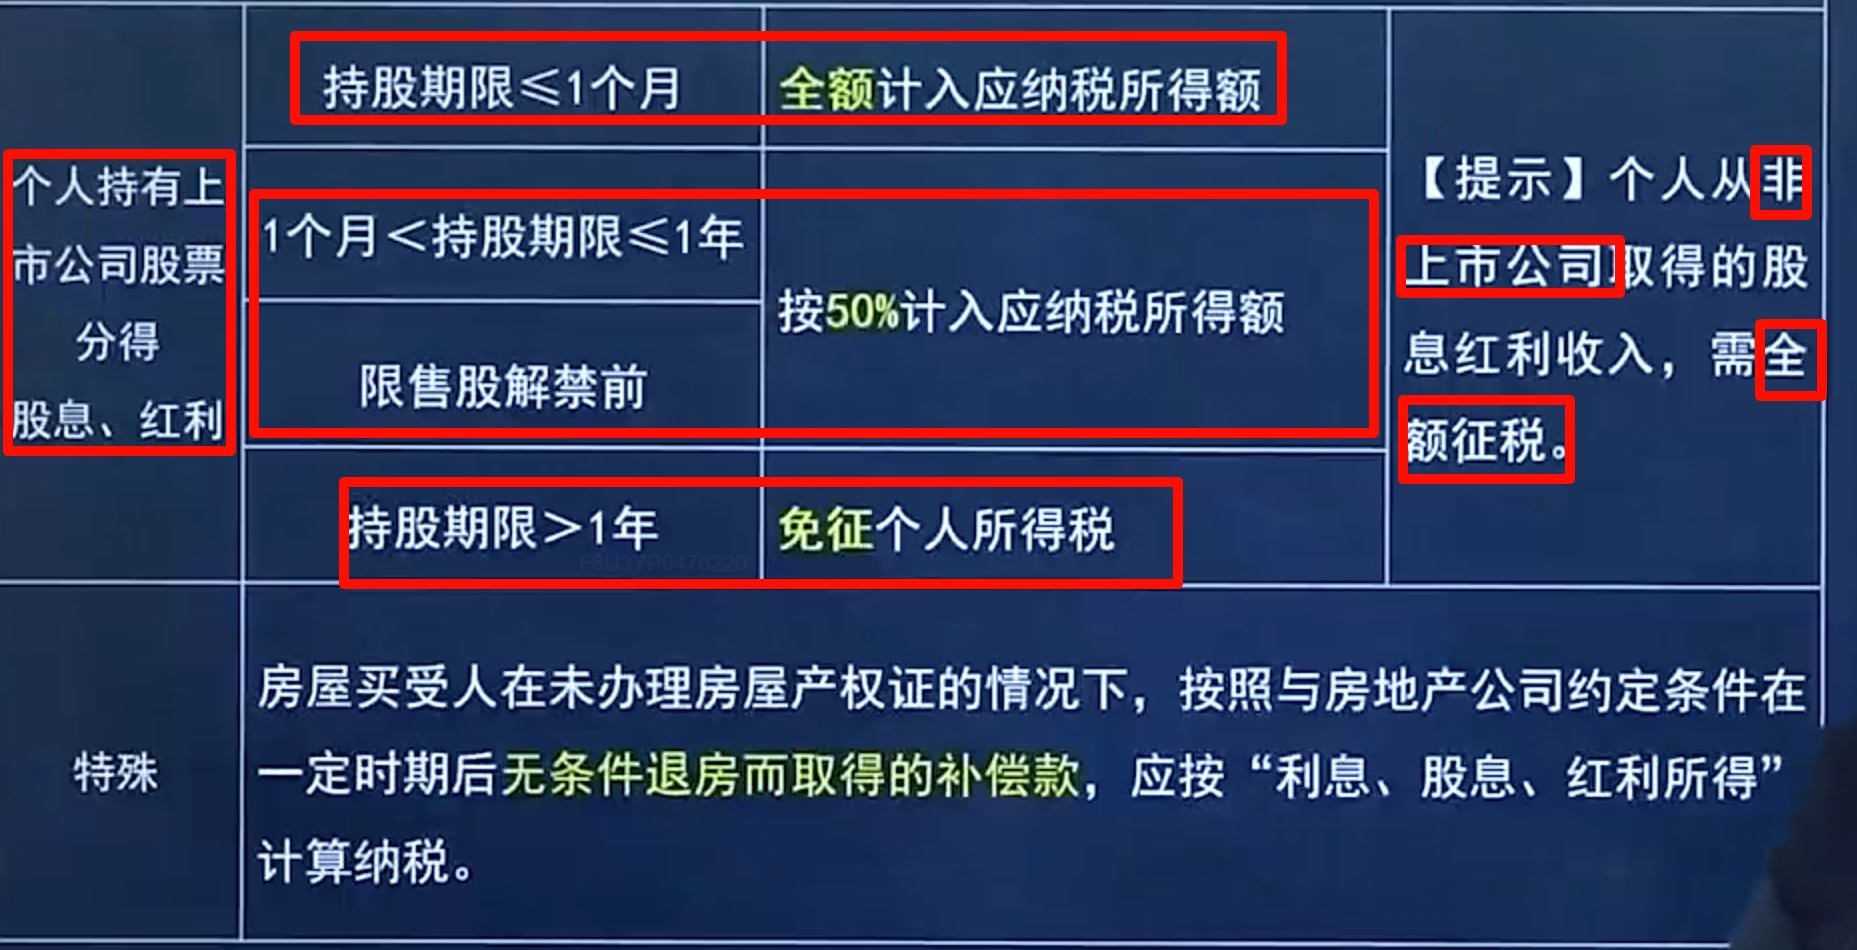 持股期限≤1个月
全额计入应纳税所得额
个人持有上
市公司股票
分得
股息、红利
1个月＜持股期限≤1年
限售股解禁前
按50%计入应纳税所得额
持股期限＞1年
免征个人所得税
【提示】个人从非
上市公司取得的股
息红利收入，需全
额征税。
F8U3YP0476220
特殊
房屋买受人在未办理房屋产权证的情况下，按照与房地产公司约定条件在
一定时期后无条件退房而取得的补偿款，应按“利息、股息、红利所得”
计算纳税。